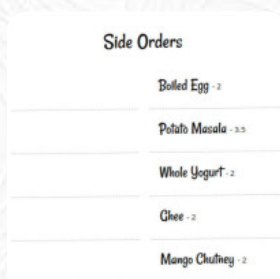 Side Orders
Boiled Egg - 2
Potato Masala - 3.5
Whole Yogurt - 2
Ghee - 2
Mango Chutney - 2